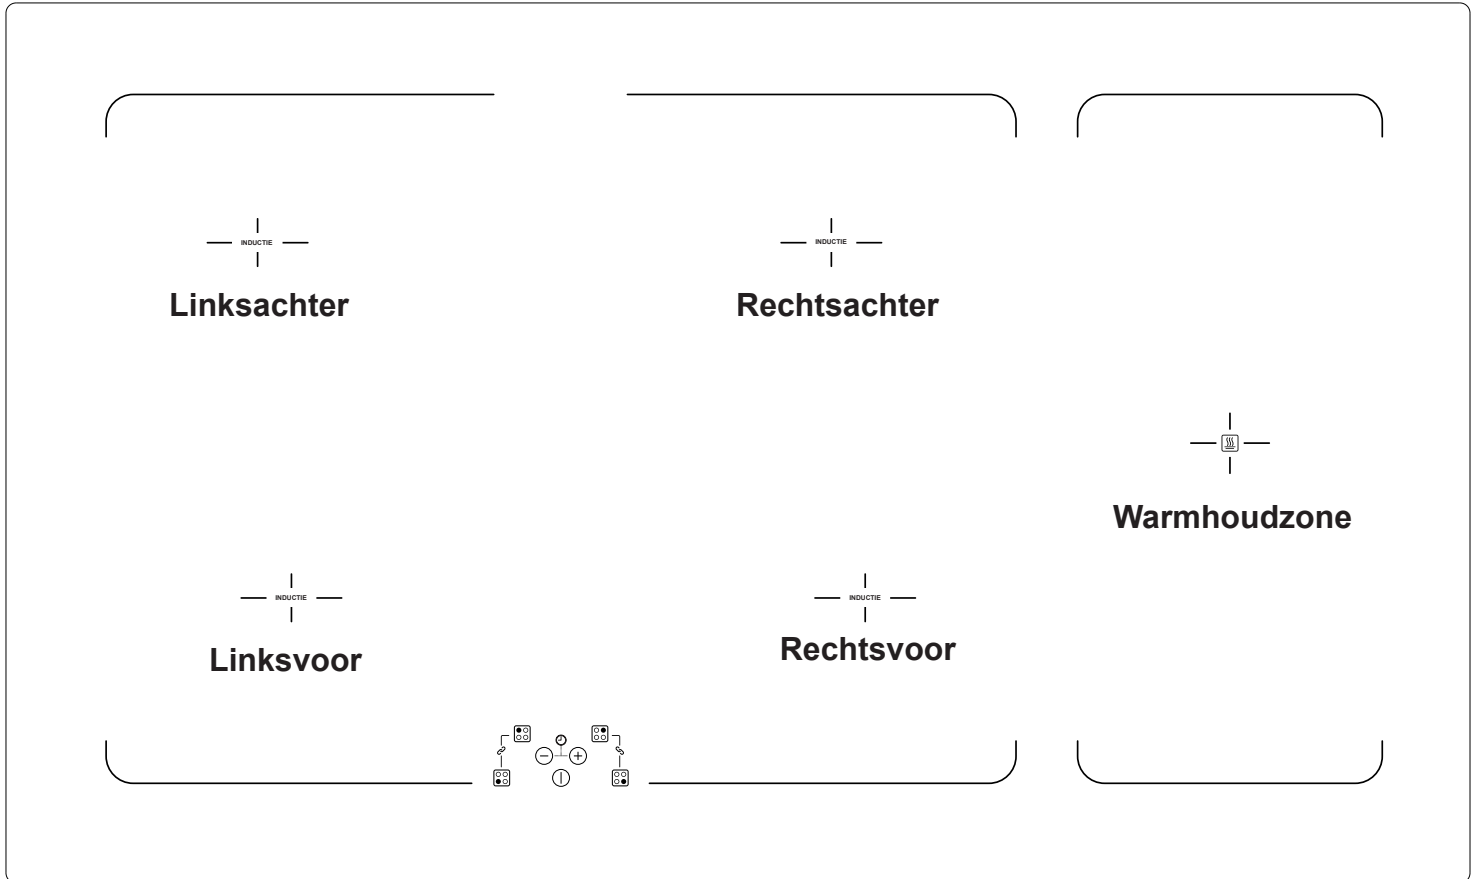 INDUCTIE
INDUCTIE
Linksachter
Rechtsachter
Warmhoudzone
INDUCTIE
INDUCTIE
Linksvoor
Rechtsvoor